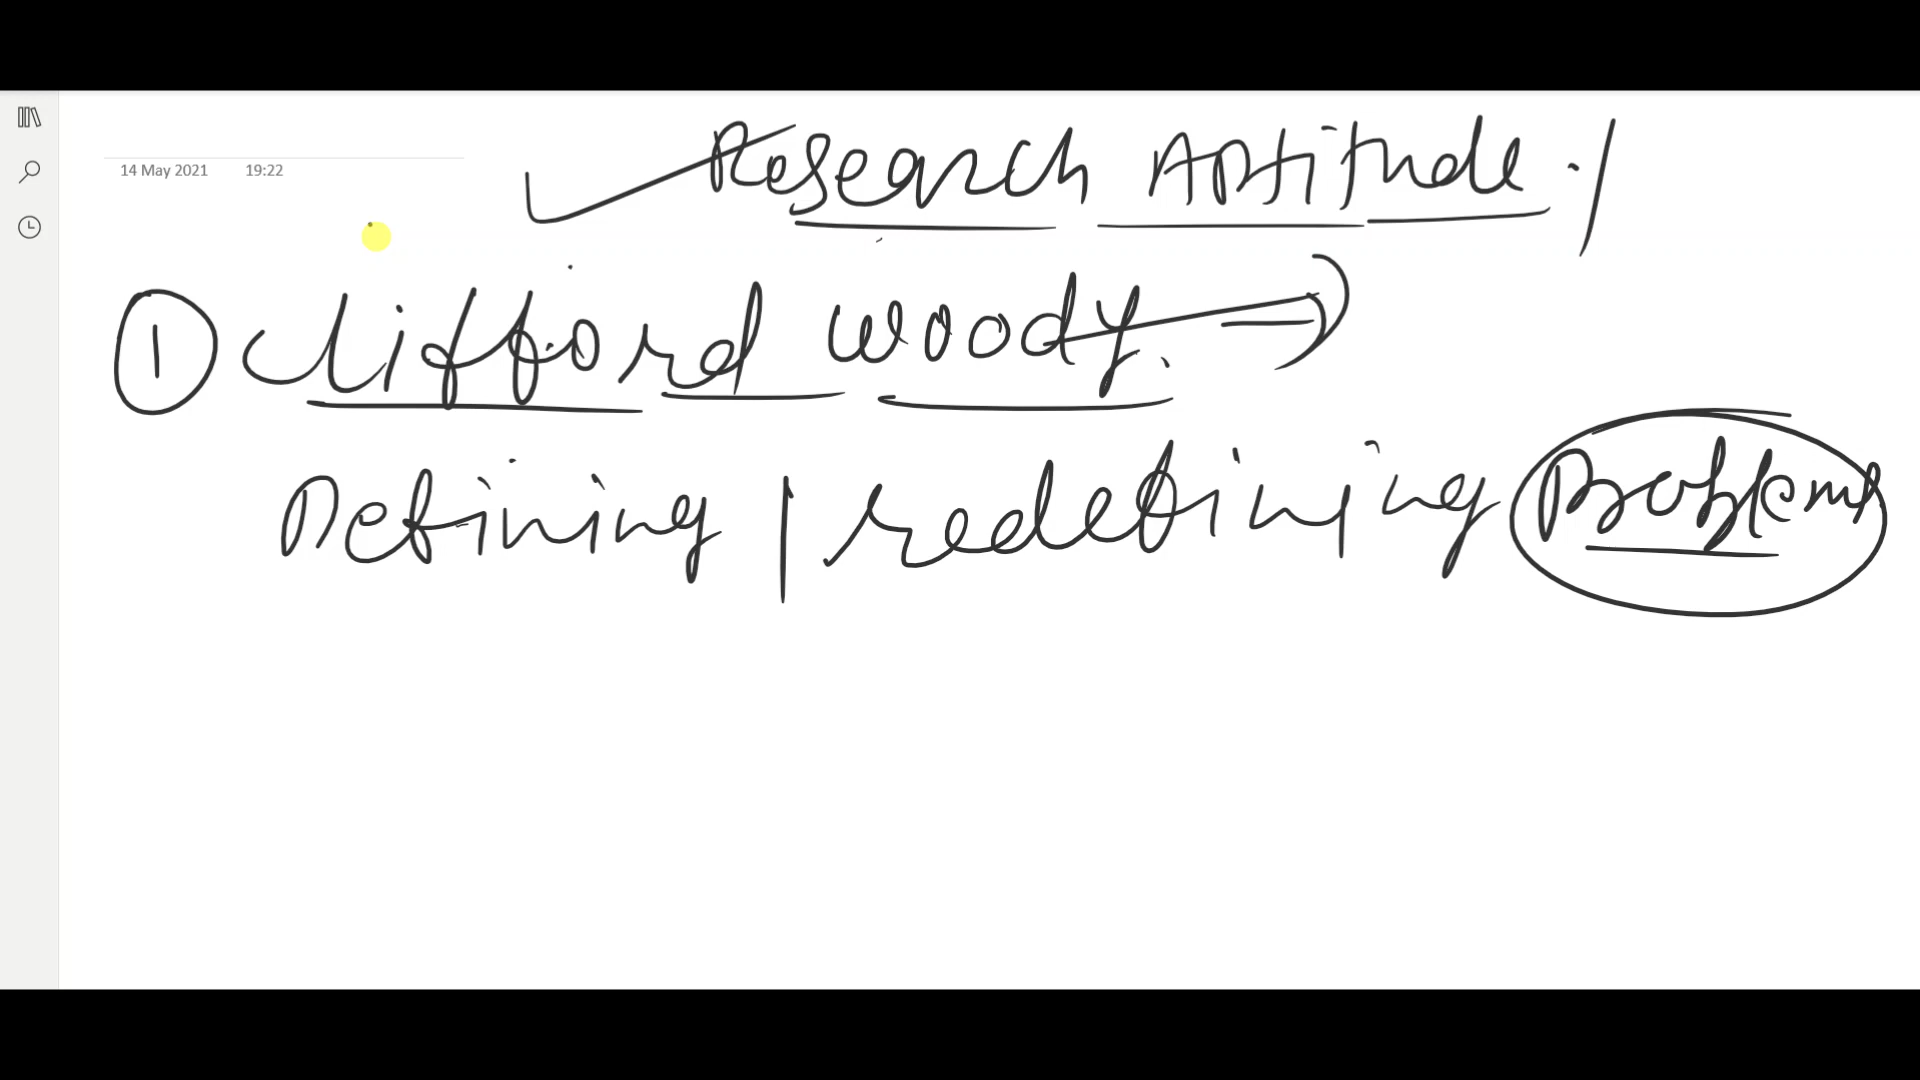 14 May 2021 19:22
Research Aptitude
① Clifford Woody. →
Defining / redefining Problems